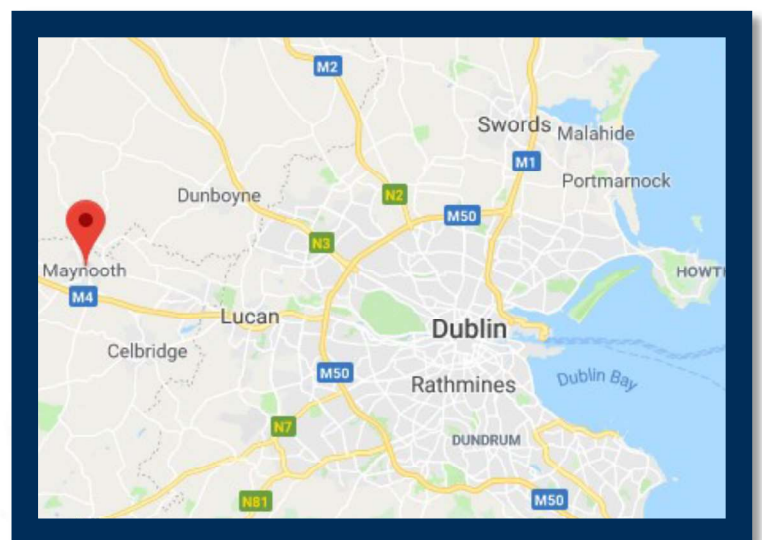 M2
Swords
Malahide
M1
Dunboyne
N2
Portmarnock
M50
N3
Maynooth
HOWT
M4
Lucan
Dublin
Celbridge
M50
Rathmines
Dublin Bay
N7
DUNDRUM
N81
M50